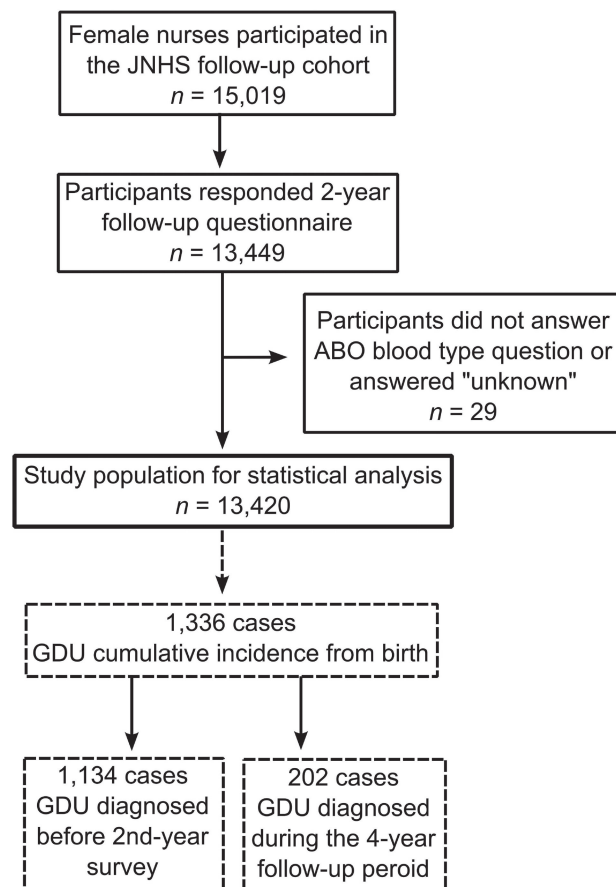 Female nurses participated in
the JNHS follow-up cohort
n = 15,019
Participants responded 2-year
follow-up questionnaire
n = 13,449
Participants did not answer
ABO blood type question or
answered "unknown"
n = 29
Study population for statistical analysis
n = 13,420
1,336 cases
GDU cumulative incidence from birth
1,134 cases
GDU diagnosed
before 2nd-year
survey
202 cases
GDU diagnosed
during the 4-year
follow-up peroid